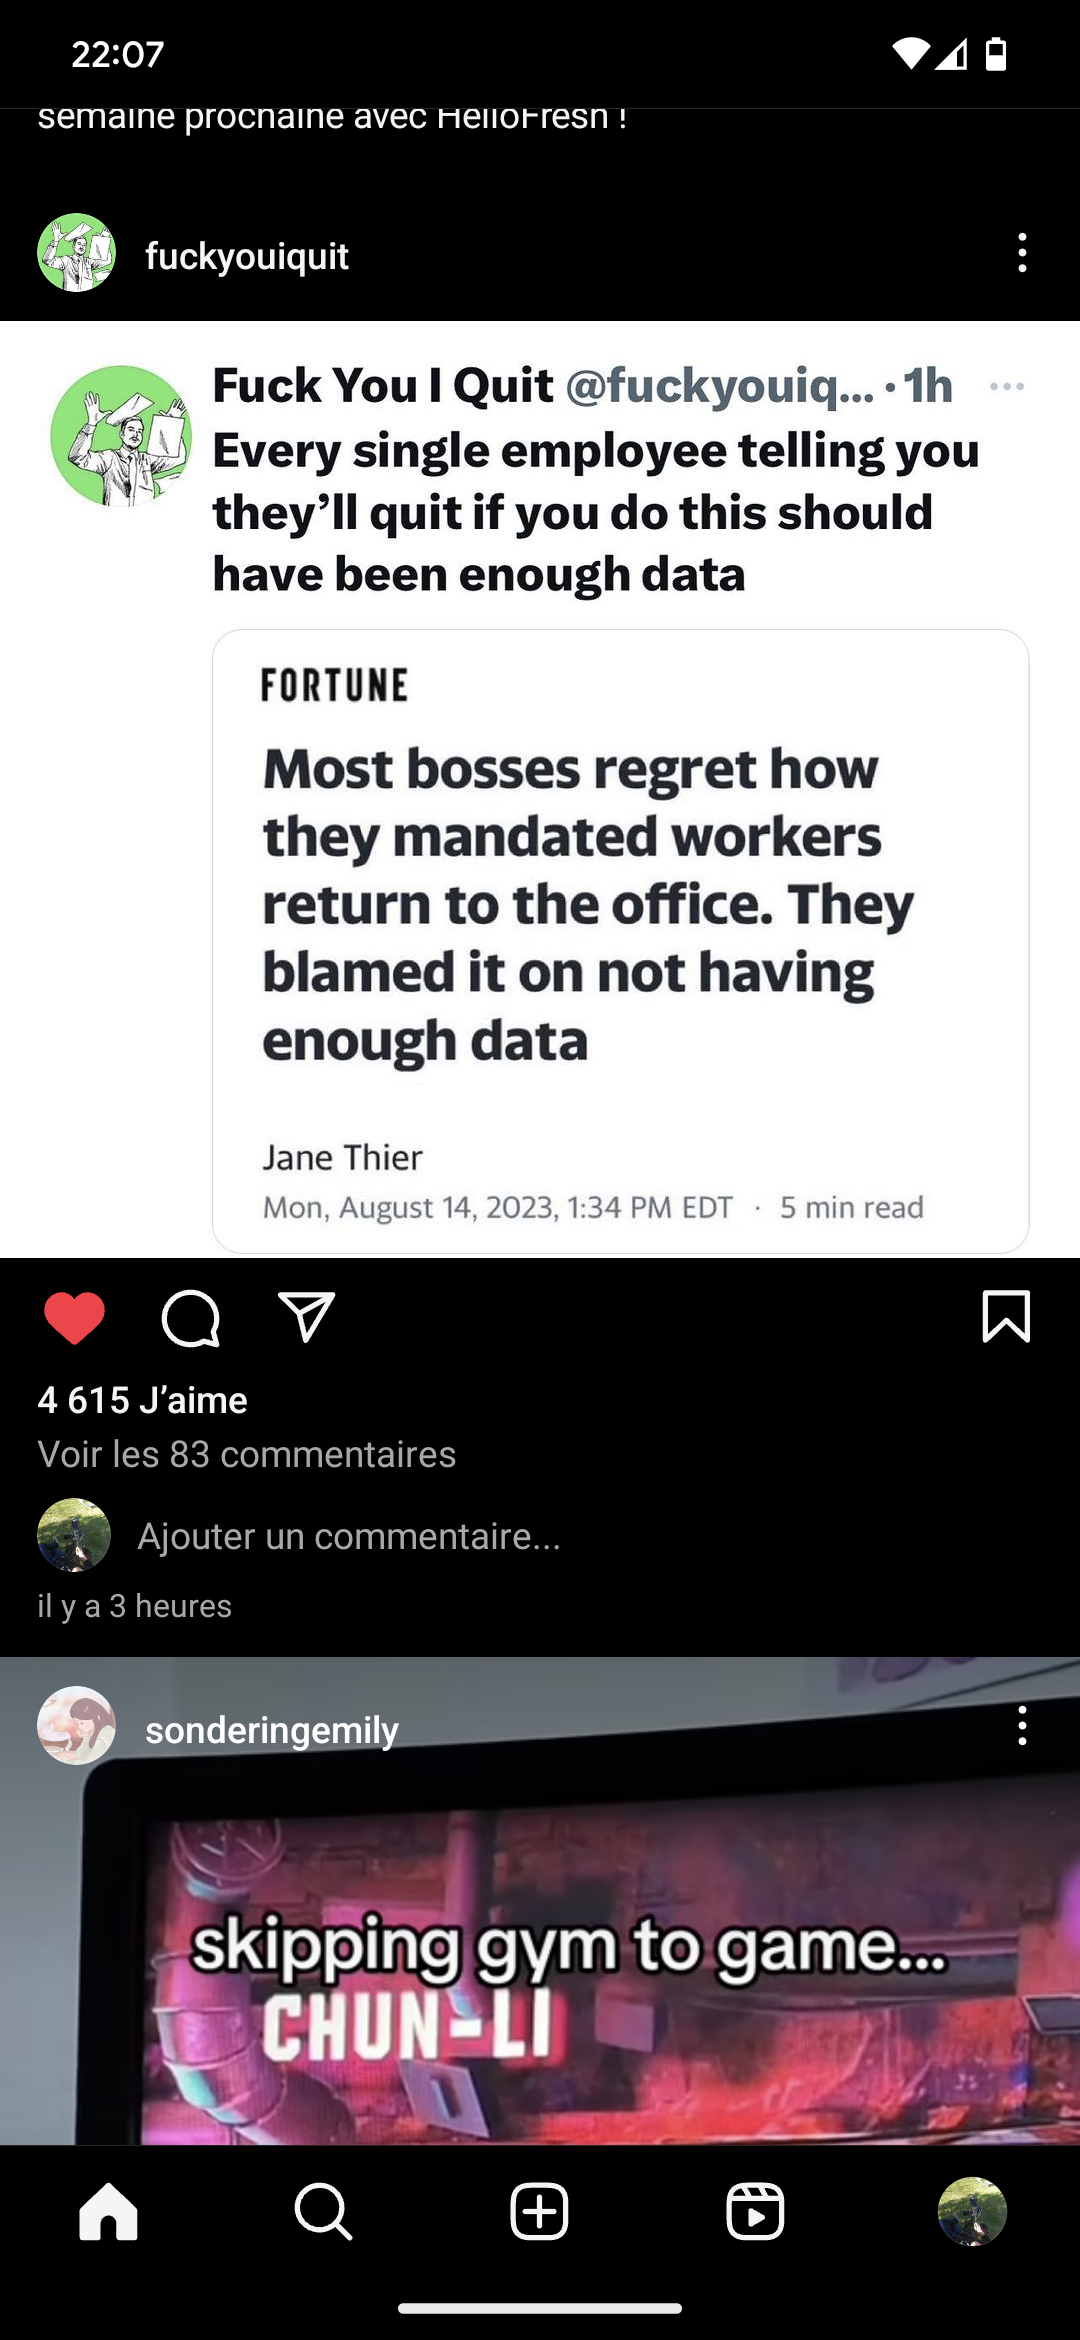 22:07
semaine prochaine avec HelloFresh !
fuckyouiquit
Fuck You I Quit @fuckyouiq... · 1h
Every single employee telling you
they’ll quit if you do this should
have been enough data
FORTUNE
Most bosses regret how
they mandated workers
return to the office. They
blamed it on not having
enough data
Jane Thier
Mon, August 14, 2023, 1:34 PM EDT · 5 min read
4 615 J’aime
Voir les 83 commentaires
Ajouter un commentaire...
il y a 3 heures
sonderingemily
skipping gym to game...
CHUN-LI